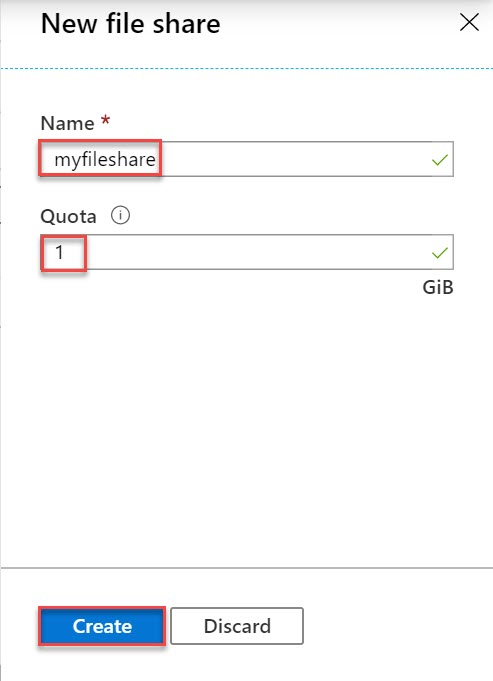 New file share
Name *
myfileshare
Quota
1
GiB
Create
Discard